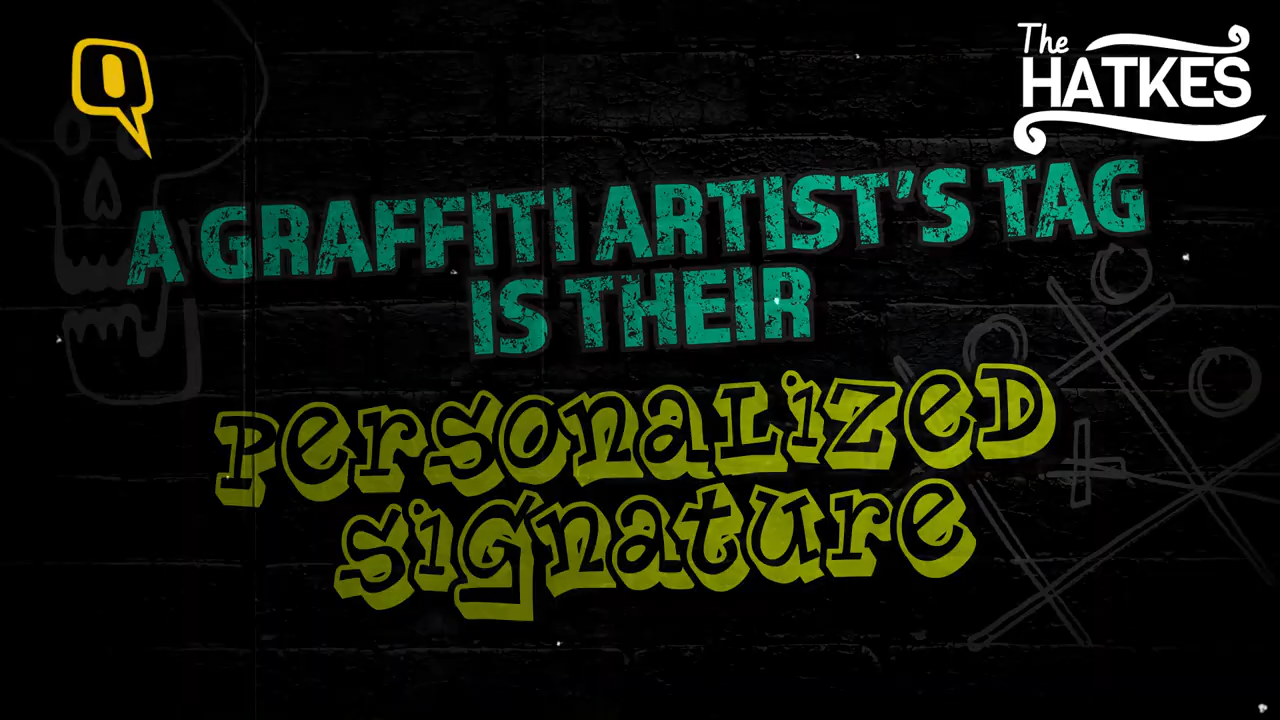 The
HATKES
A GRAFFITI ARTIST'S TAG
IS THEIR
PERSONALIZED
SIGNATURE